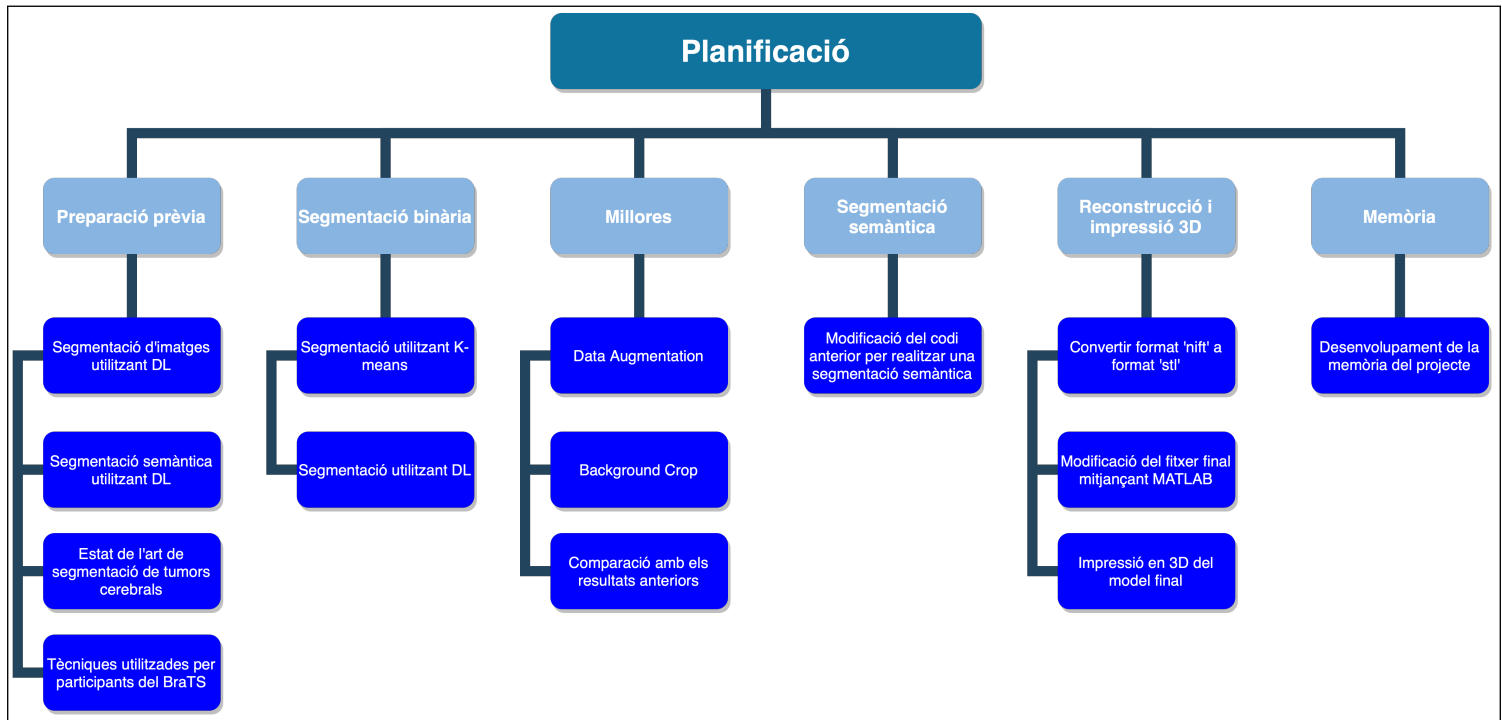 Planificació
Preparació prèvia
Segmentació binària
Millores
Segmentació
semàntica
Reconstrucció i
impressió 3D
Memòria
Segmentació d'imatges
utilitzant DL
Segmentació semàntica
utilitzant DL
Estat de l'art de
segmentació de tumors
cerebrals
Tècniques utilitzades per
participants del BraTS
Segmentació utilitzant K-
means
Segmentació utilitzant DL
Data Augmentation
Background Crop
Comparació amb els
resultats anteriors
Modificació del codi
anterior per realitzar una
segmentació semàntica
Convertir format 'nift' a
format 'stl'
Modificació del fitxer final
mitjançant MATLAB
Impressió en 3D del
model final
Desenvolupament de la
memòria del projecte